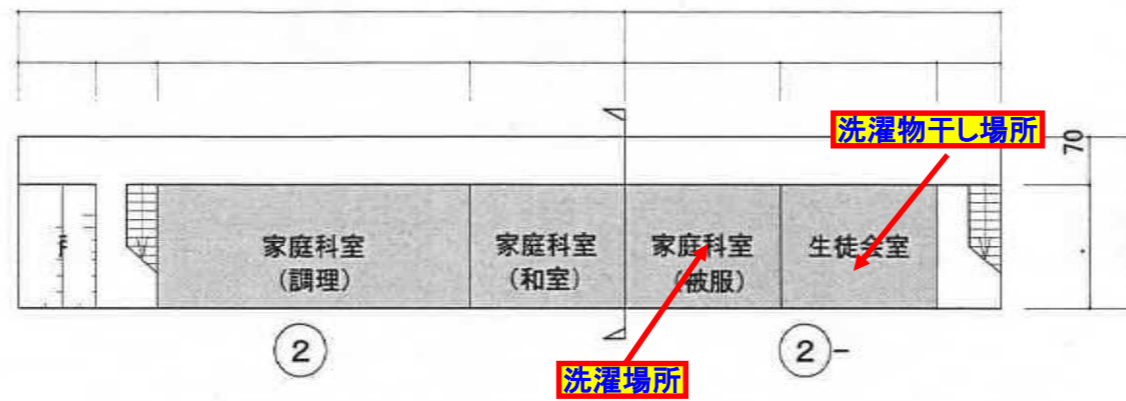 洗濯物干し場所
70
家庭科室
(調理)
家庭科室
(和室)
家庭科室
(被服)
生徒会室
2
2-
洗濯場所